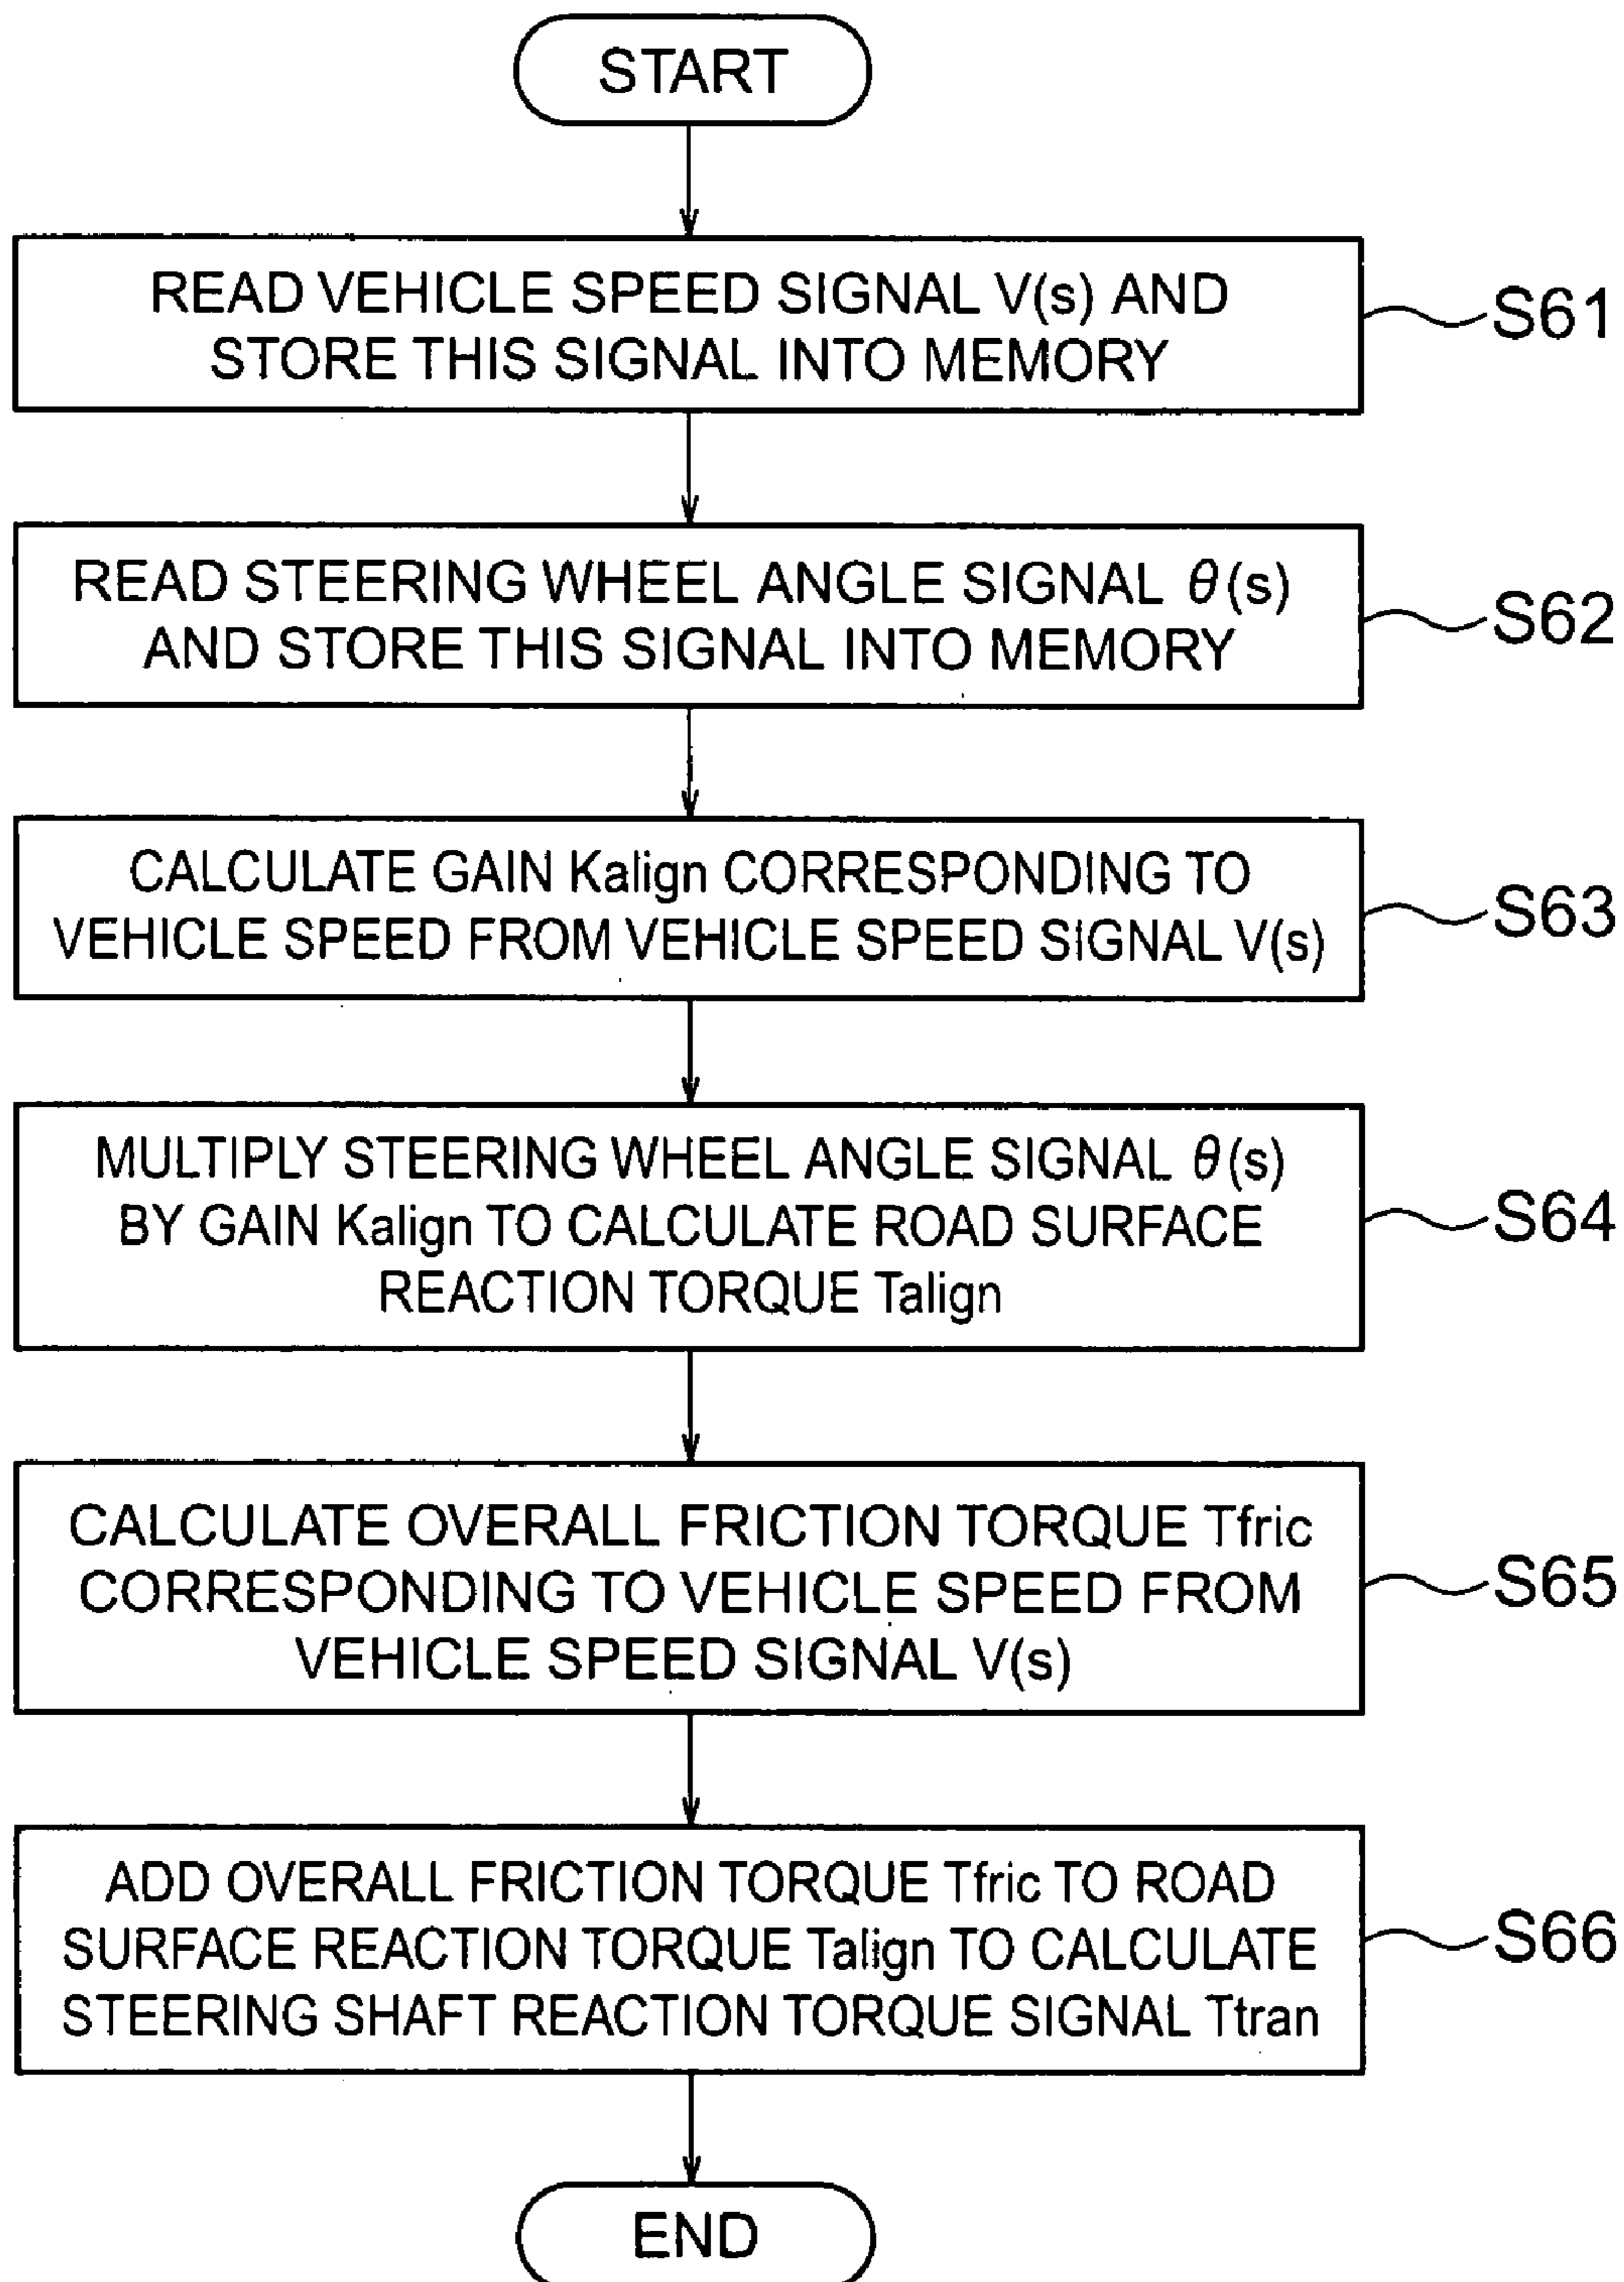 START
READ VEHICLE SPEED SIGNAL V(s) AND
STORE THIS SIGNAL INTO MEMORY
S61
READ STEERING WHEEL ANGLE SIGNAL θ(s)
AND STORE THIS SIGNAL INTO MEMORY
S62
CALCULATE GAIN Kalign CORRESPONDING TO
VEHICLE SPEED FROM VEHICLE SPEED SIGNAL V(s)
S63
MULTIPLY STEERING WHEEL ANGLE SIGNAL θ(s)
BY GAIN Kalign TO CALCULATE ROAD SURFACE
REACTION TORQUE Talign
S64
CALCULATE OVERALL FRICTION TORQUE Tfric
CORRESPONDING TO VEHICLE SPEED FROM
VEHICLE SPEED SIGNAL V(s)
S65
ADD OVERALL FRICTION TORQUE Tfric TO ROAD
SURFACE REACTION TORQUE Talign TO CALCULATE
STEERING SHAFT REACTION TORQUE SIGNAL Ttran
S66
END